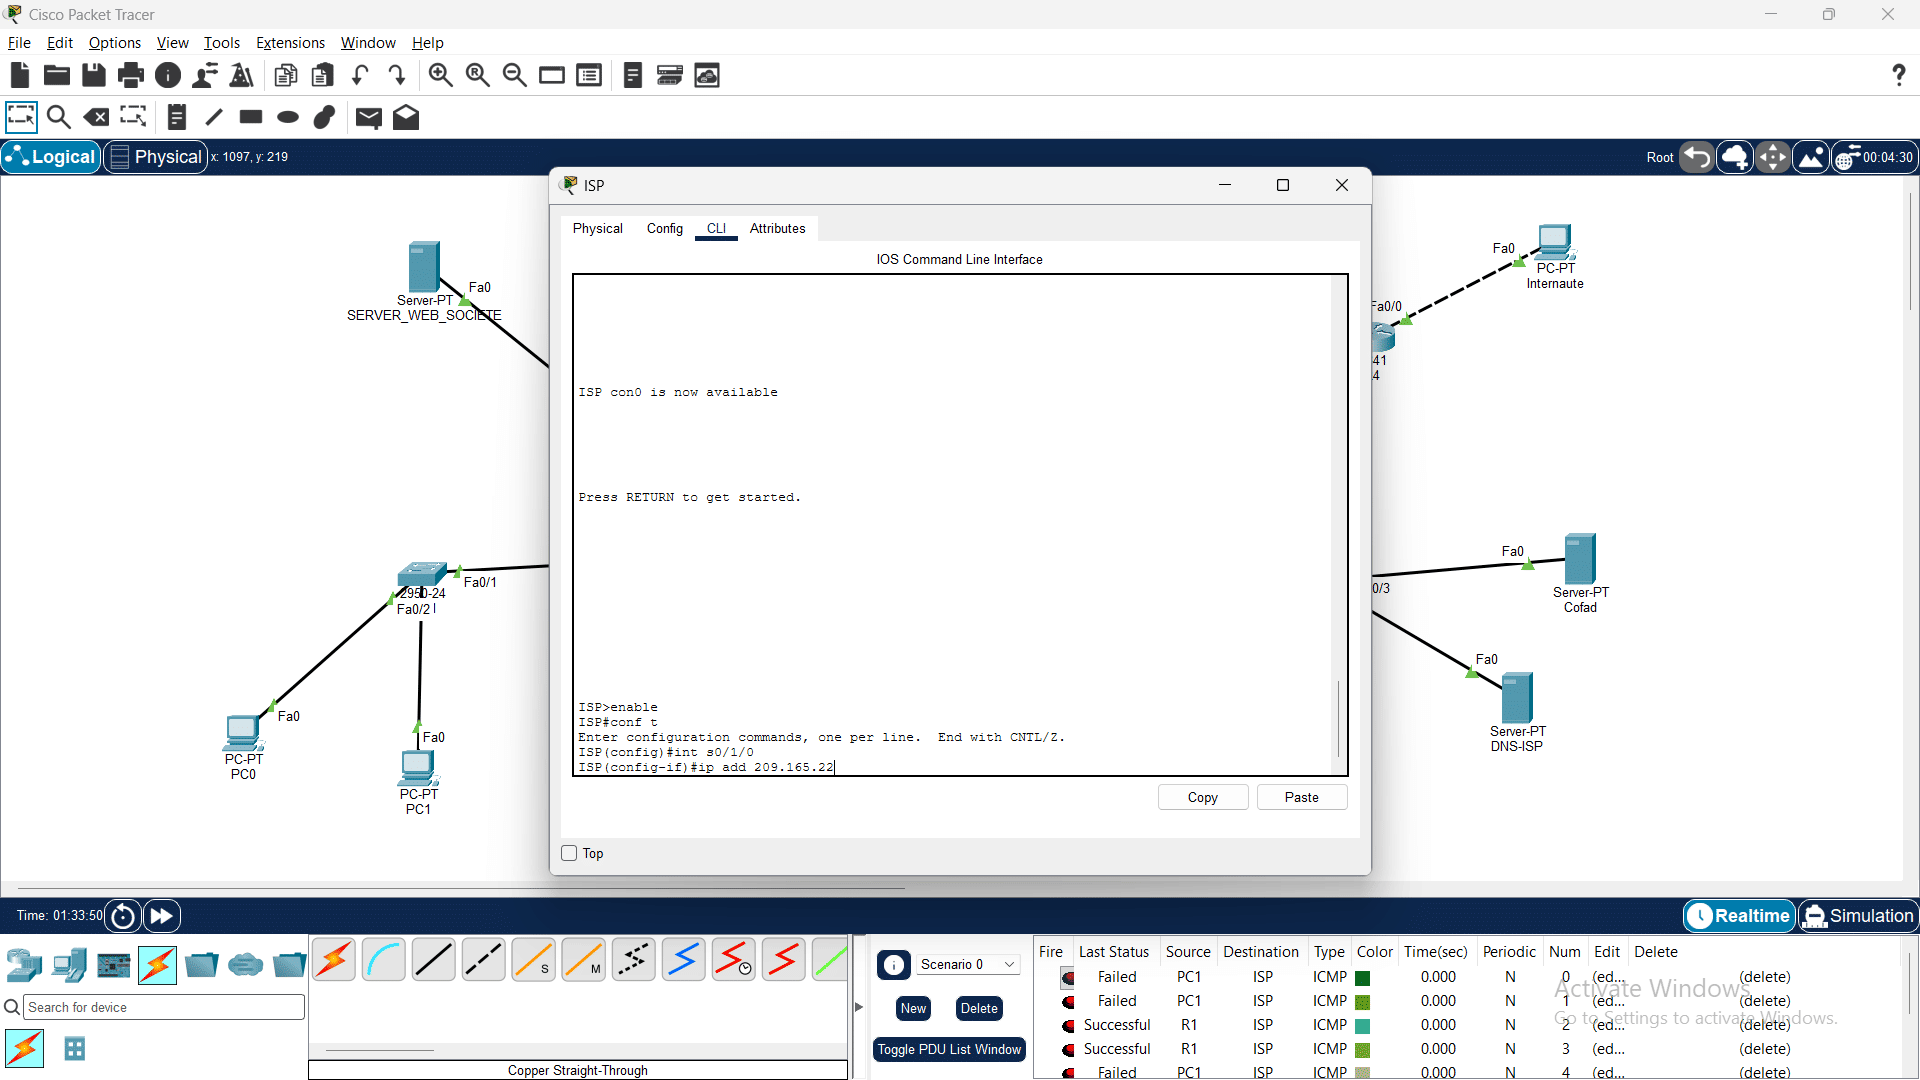 Cisco Packet Tracer
File Edit Options View Tools Extensions Window Help
Logical Physical x: 1097, y: 219 Root 00:04:30
ISP
Physical Config CLI Attributes
IOS Command Line Interface
ISP con0 is now available
Press RETURN to get started.
ISP>enable
ISP#conf t
Enter configuration commands, one per line. End with CNTL/Z.
ISP(config)#int s0/1/0
ISP(config-if)#ip add 209.165.22
Copy Paste
Top
Fa0
Server-PT
SERVER_WEB_SOCIETE
Fa0/1
2950-24
Fa0/2
Fa0
PC-PT
PC0
Fa0
PC-PT
PC1
Fa0
PC-PT
Internaute
Fa0/0
41
4
Fa0
0/3
Server-PT
Cofad
Fa0
Server-PT
DNS-ISP
Time: 01:33:50 Realtime Simulation
Search for device
S M
Copper Straight-Through
Scenario 0
New Delete
Toggle PDU List Window
Fire Last Status Source Destination Type Color Time(sec) Periodic Num Edit Delete
Failed PC1 ISP ICMP 0.000 N 0 (ed... (delete)
Failed PC1 ISP ICMP 0.000 N 1 (ed... (delete)
Successful R1 ISP ICMP 0.000 N 2 (ed... (delete)
Successful R1 ISP ICMP 0.000 N 3 (ed... (delete)
Failed PC1 ISP ICMP 0.000 N 4 (ed... (delete)
Activate Windows
Go to Settings to activate Windows.